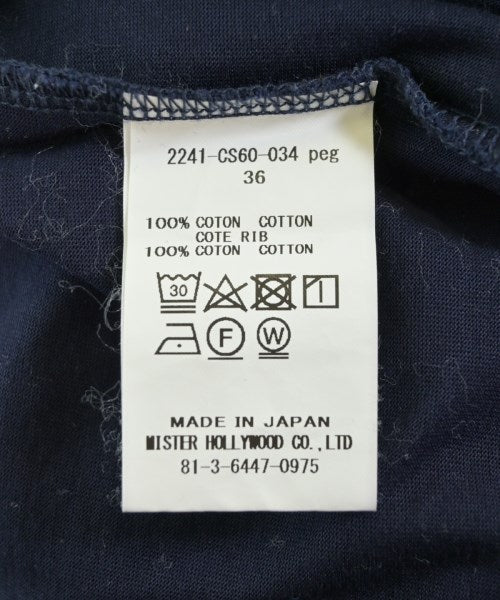 2241-CS60-034 peg
36
100% COTON COTTON
COTE RIB
100% COTON COTTON
30
F W
MADE IN JAPAN
MISTER HOLLYWOOD CO.,LTD
81-3-6447-0975